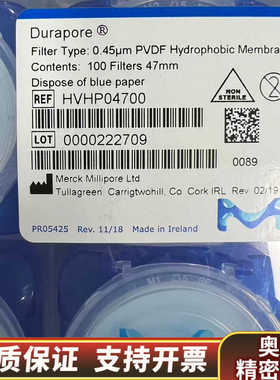 Durapore ®
Filter Type: 0.45µm PVDF Hydrophobic Membra
Contents: 100 Filters 47mm
Dispose of blue paper
REF HVHP04700
NON
STERILE
LOT 0000222709
0089
Merck Millipore Ltd
Tullagreen, Carrigtwohill, Co Cork IRL Rev 02/19
PR05425 Rev. 11/18 Made in Ireland
质保证 支持开票
奥
精密